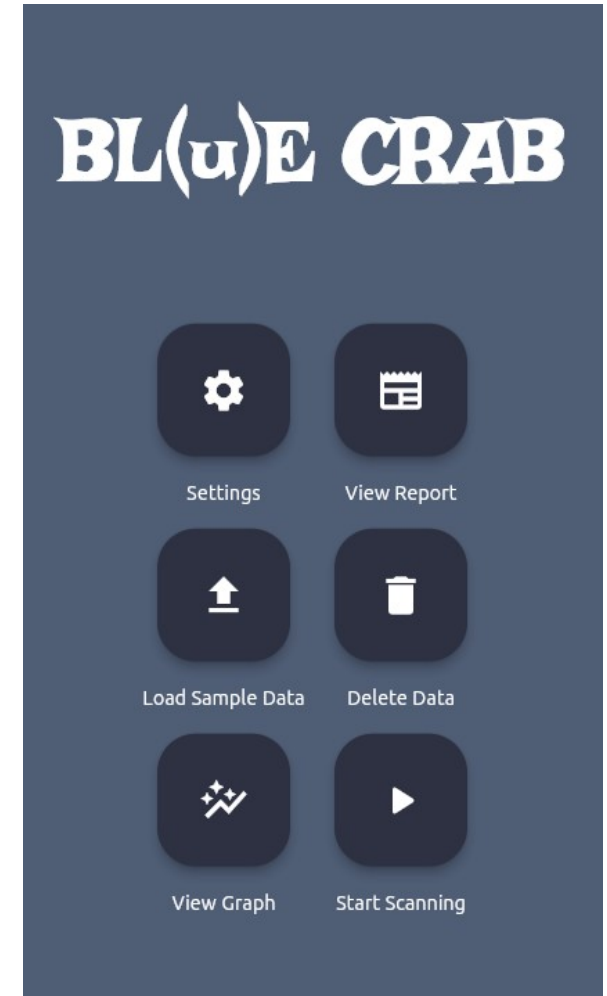 BL(u)E CRAB
Settings
View Report
Load Sample Data
Delete Data
View Graph
Start Scanning